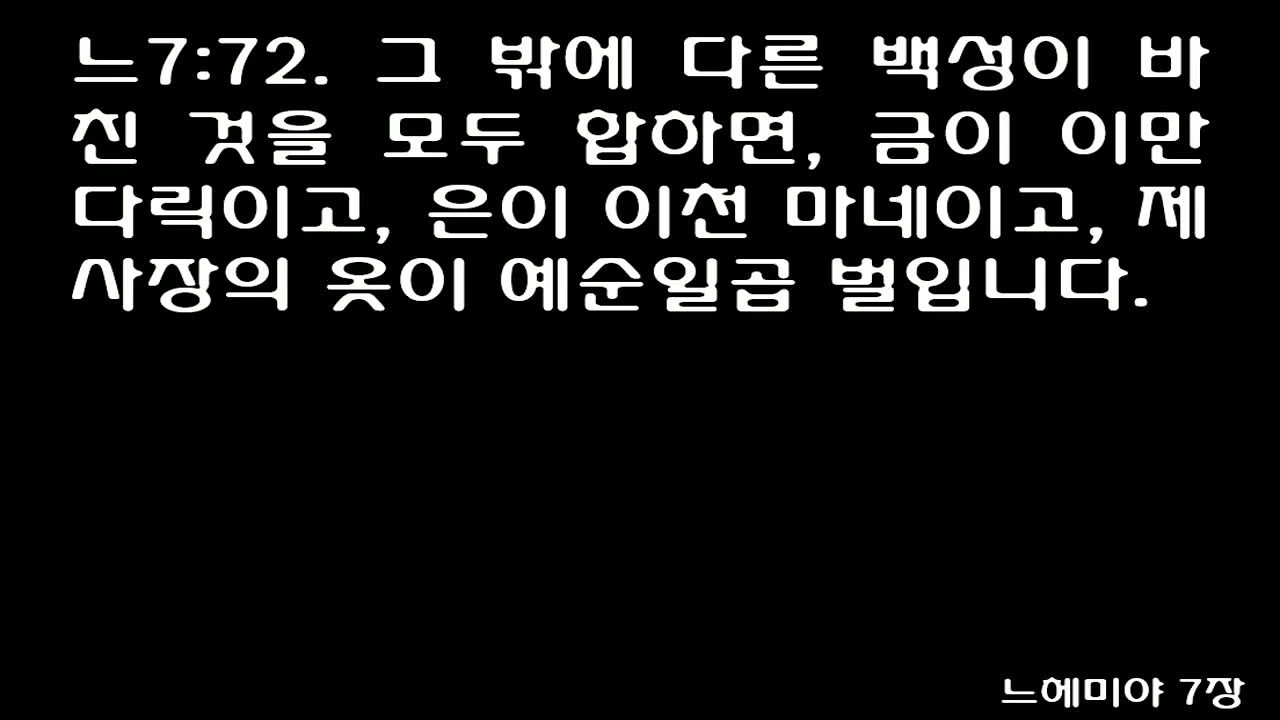 느7:72. 그 밖에 다른 백성이 바
친 것을 모두 합하면, 금이 이만
다릭이고, 은이 이천 마네이고, 제
사장의 옷이 예순일곱 벌입니다.
느헤미야 7장